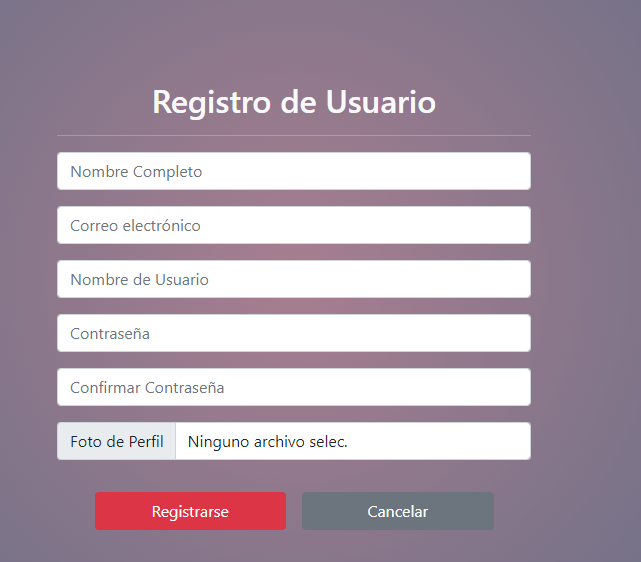 Registro de Usuario
Nombre Completo
Correo electrónico
Nombre de Usuario
Contraseña
Confirmar Contraseña
Foto de Perfil Ninguno archivo selec.
Registrarse Cancelar